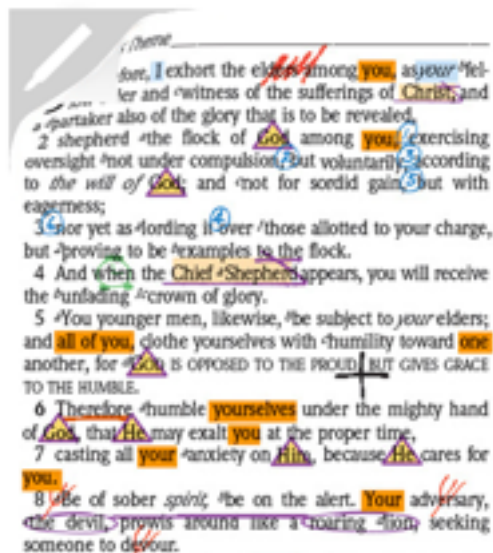 Theme
fore, I exhort the elders among you, as your fel-
er and witness of the sufferings of Christ, and
a partaker also of the glory that is to be revealed,
2 shepherd the flock of God among you, exercising
oversight not under compulsion, but voluntarily, according
to the will of God; and not for sordid gain, but with
eagerness;
3 nor yet as lording it over those allotted to your charge,
but proving to be examples to the flock.
4 And when the Chief Shepherd appears, you will receive
the unfading crown of glory.
5 You younger men, likewise, be subject to your elders;
and all of you, clothe yourselves with humility toward one
another, for GOD IS OPPOSED TO THE PROUD, BUT GIVES GRACE
TO THE HUMBLE.
6 Therefore humble yourselves under the mighty hand
of God, that He may exalt you at the proper time,
7 casting all your anxiety on Him, because He cares for
you.
8 Be of sober spirit, be on the alert. Your adversary,
the devil, prowls around like a roaring lion, seeking
someone to devour.